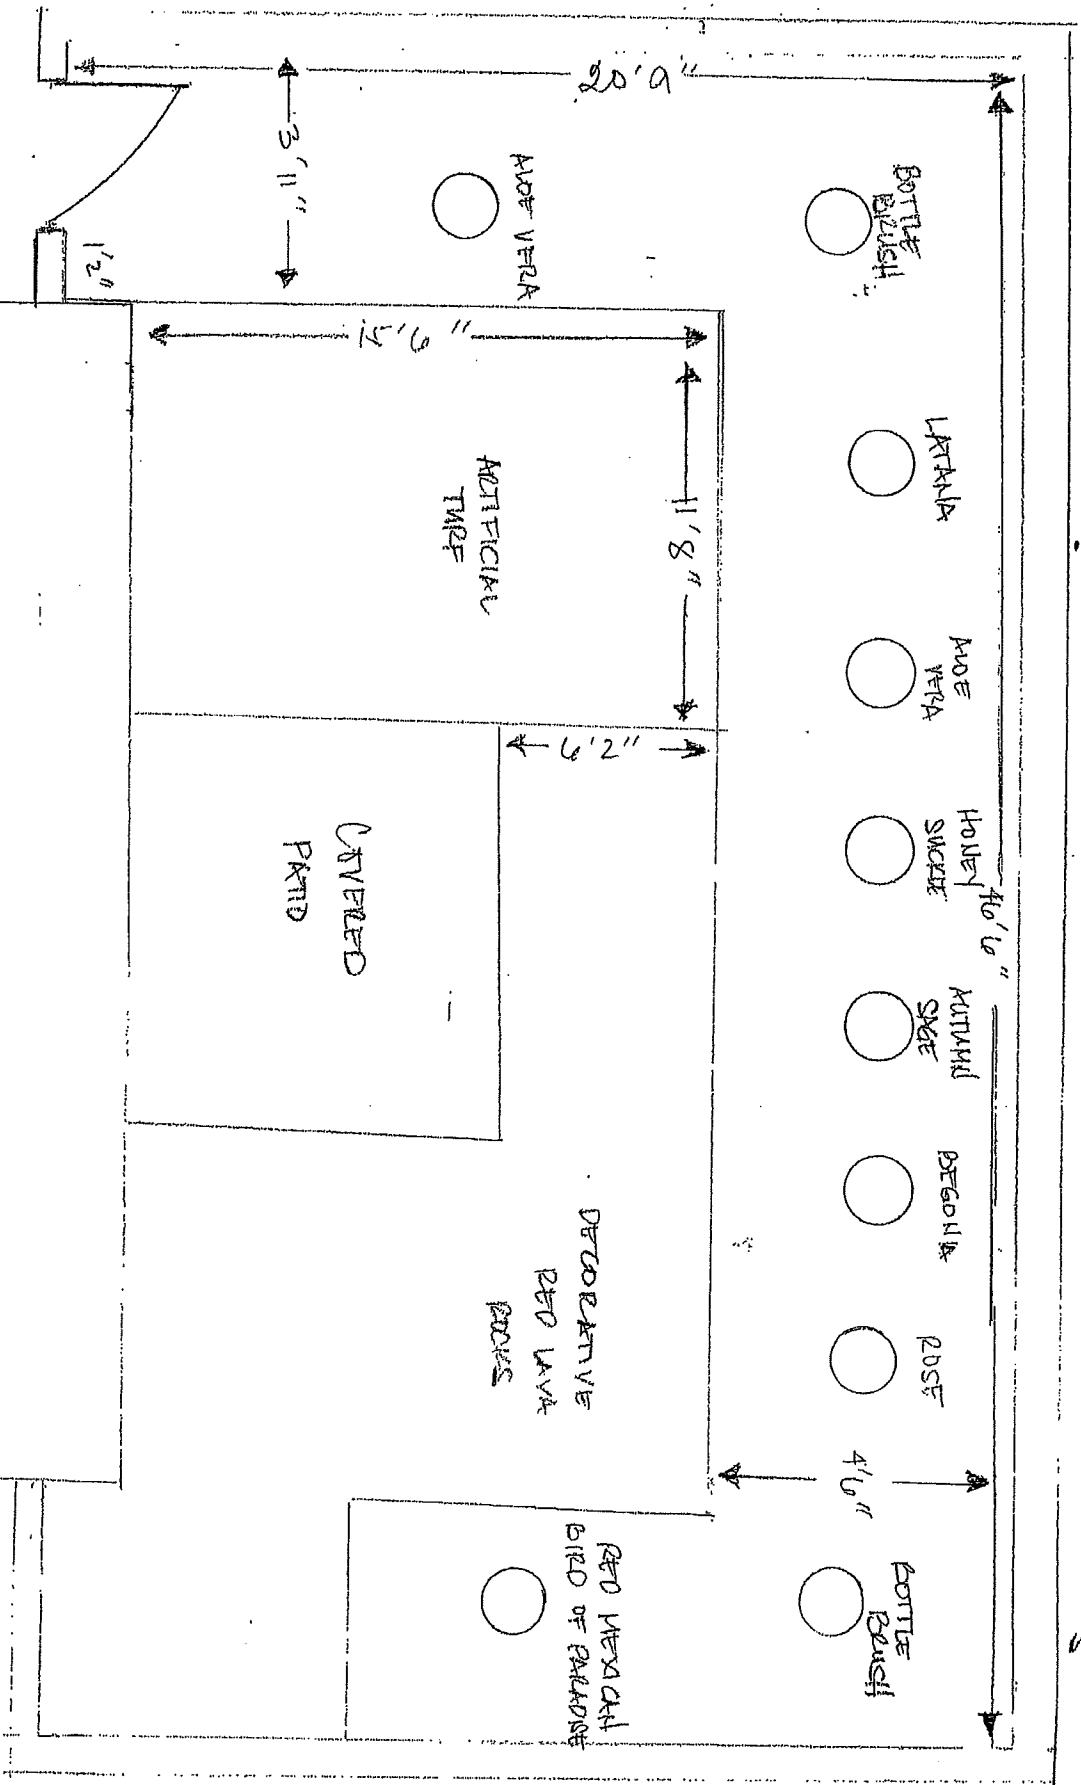 20'9"
3'11"
1'2"
ALOE VERA
BOTTLE
BRUSH
15'6"
11'8"
LATANA
ARTIFICIAL
TURF
ALOE
VERA
6'2"
HONEY
SUCKLE
46'6"
COVERED
PATIO
AUTUMN
SAGE
BEGONIA
DECORATIVE
RED LAVA
ROCKS
ROSE
4'6"
BOTTLE
BRUSH
RED MEXICAN
BIRD OF PARADISE